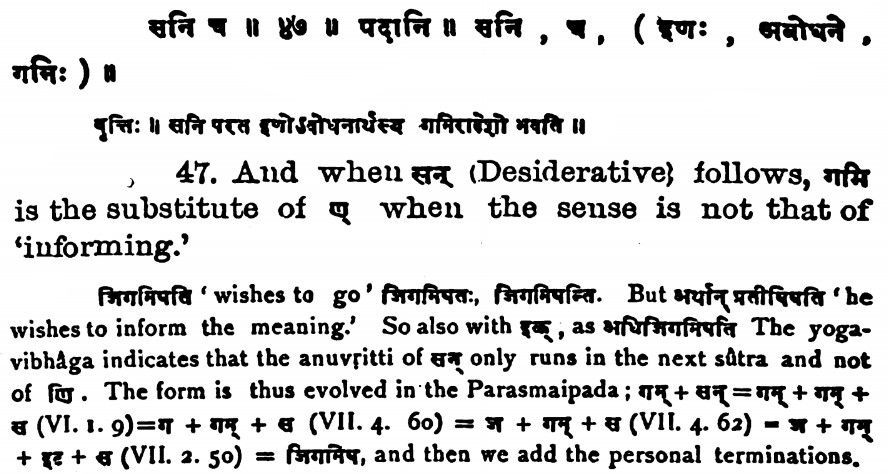 सनि च ॥ ४७ ॥ पदानि ॥ सनि , च , ( इणः , अबोधने ,
गमिः ) ॥
वृत्तिः ॥ सनि परत इणोऽबोधनार्थस्य गमिरादेशो भवति ॥
47. And when सन् (Desiderative) follows, गमि
is the substitute of इण् when the sense is not that of
‘informing.’
जिगमिषति ‘ wishes to go ’ जिगमिषतः, जिगमिषन्ति. But अर्थान् प्रतीषिषति ‘ he
wishes to inform the meaning.’ So also with इक् , as अधिजिगमिषति The yoga-
vibhâga indicates that the anuvṛitti of सन् only runs in the next sûtra and not
of णि . The form is thus evolved in the Parasmaipada ; गम् + सन् = गम् + गम् +
स (VI. 1. 9)=ग + गम् + स (VII. 4. 60) = ज + गम् + स (VII. 4. 62) = ज + गम्
+ इट + स (VII. 2. 50) = जिगमिष, and then we add the personal terminations.